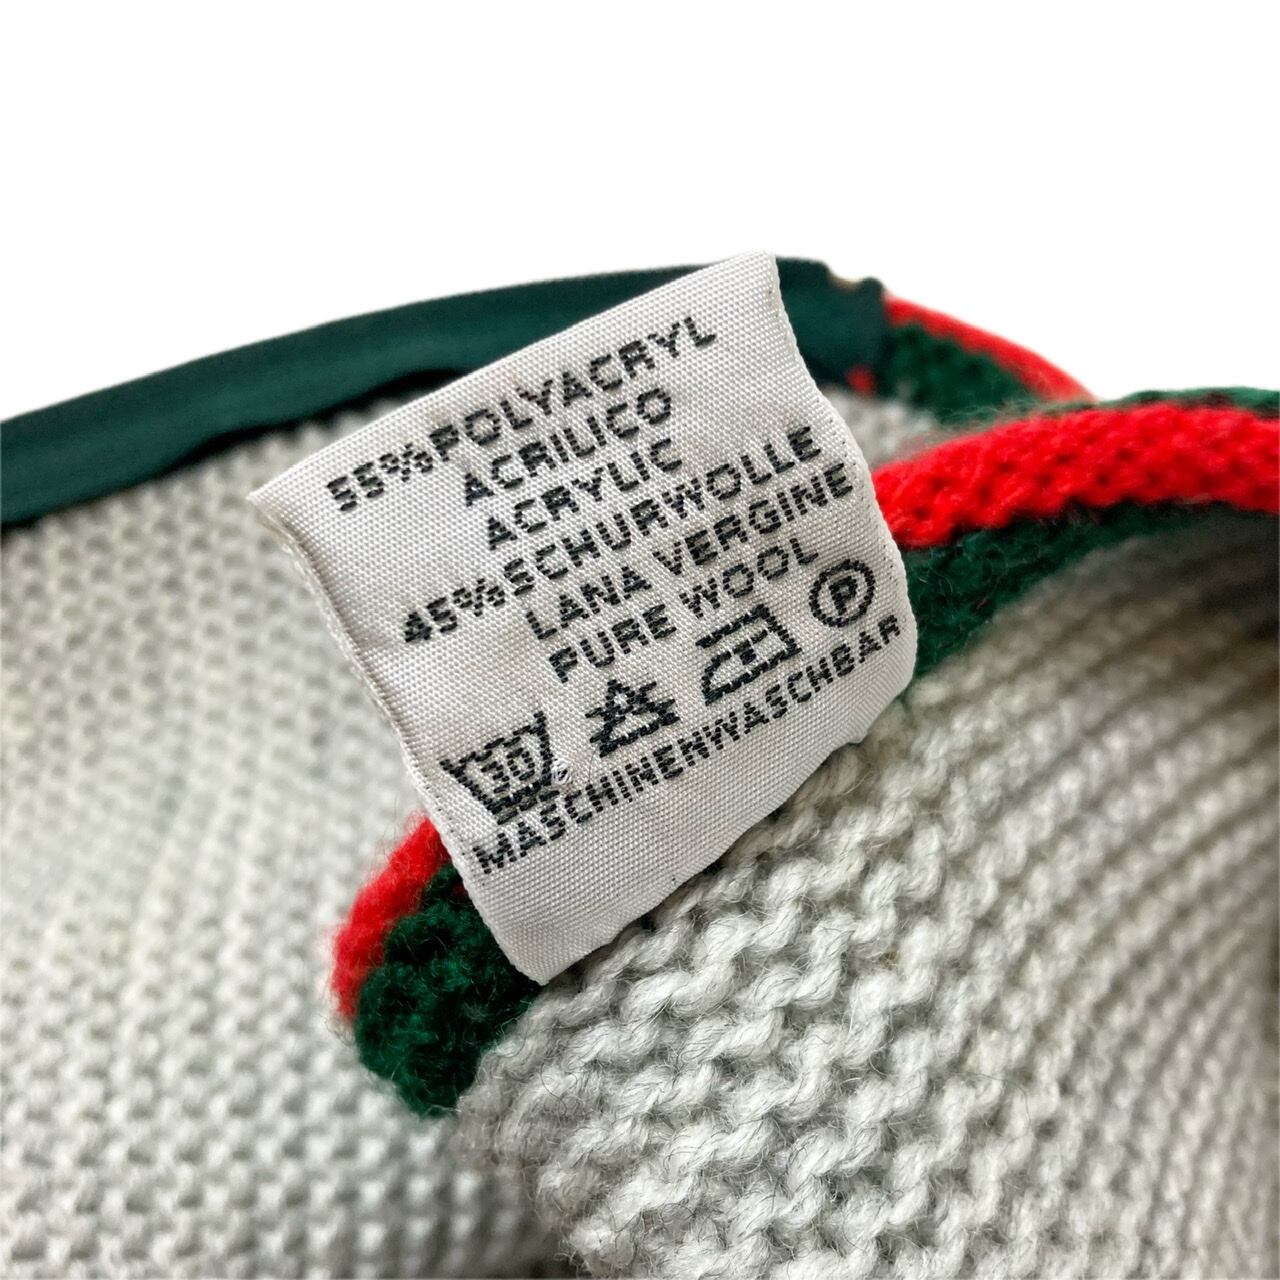 55%POLYACRYL
ACRILICO
ACRYLIC
45%SCHURWOLLE
LANA VERGINE
PURE WOOL
30 P
MASCHINENWASCHBAR